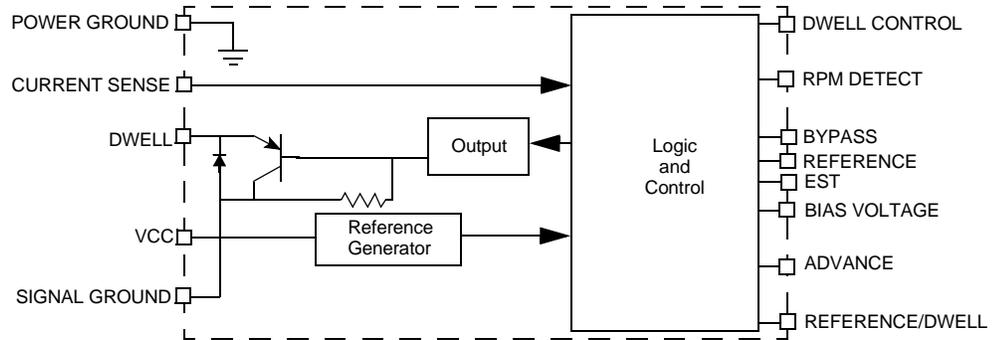 POWER GROUND
CURRENT SENSE
DWELL
VCC
SIGNAL GROUND
Output
Reference
Generator
Logic
and
Control
DWELL CONTROL
RPM DETECT
BYPASS
REFERENCE
EST
BIAS VOLTAGE
ADVANCE
REFERENCE/DWELL